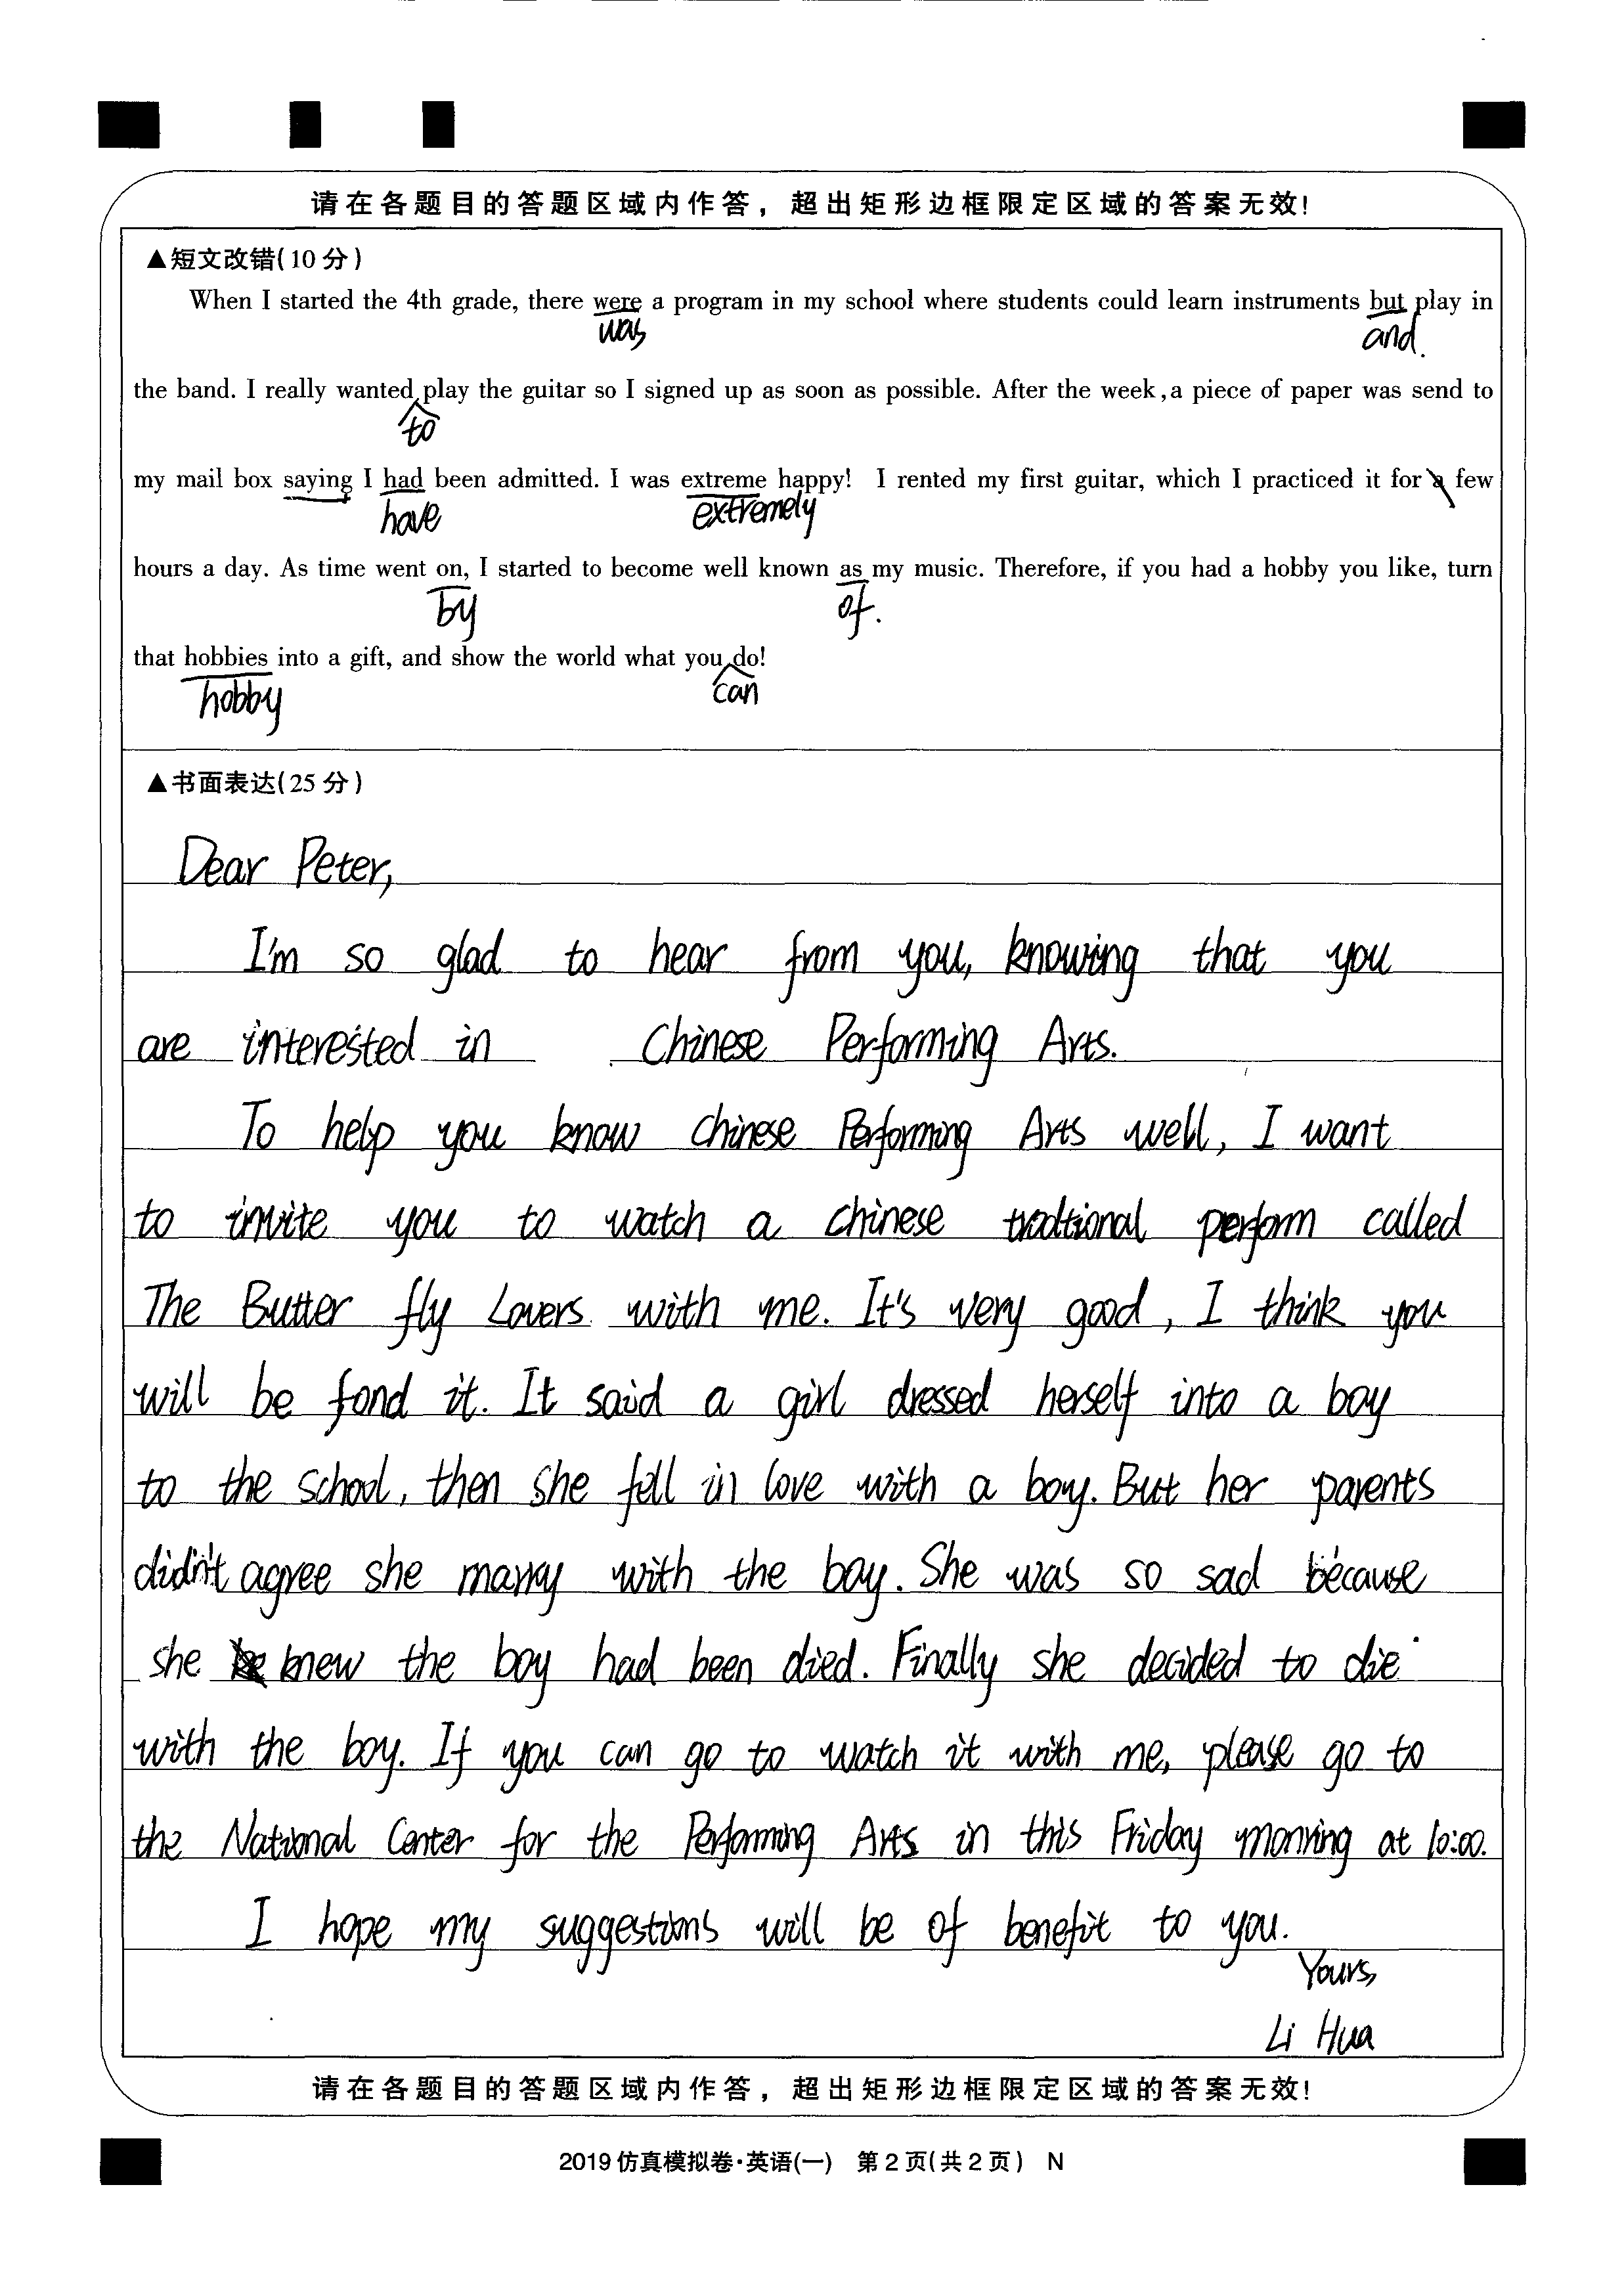 请在各题目的答题区域内作答，超出矩形边框限定区域的答案无效!
▲短文改错(10分)
When I started the 4th grade, there were a program in my school where students could learn instruments but play in
was and.
the band. I really wanted play the guitar so I signed up as soon as possible. After the week, a piece of paper was send to
to
my mail box saying I had been admitted. I was extreme happy! I rented my first guitar, which I practiced it for a few
have extremely
hours a day. As time went on, I started to become well known as my music. Therefore, if you had a hobby you like, turn
by of.
that hobbies into a gift, and show the world what you do!
hobby can
▲书面表达(25分)
Dear Peter,
I'm so glad to hear from you, knowing that you
are interested in Chinese Performing Arts.
To help you know chinese Performing Arts well, I want
to invite you to watch a chinese tradtional perform called
The Butter fly Lovers with me. It's very good, I think you
will be fond it. It said a girl dressed herself into a boy
to the school, then she fell in love with a boy. But her parents
didn't agree she marry with the boy. She was so sad because
she knew the boy had been died. Finally she decided to die
with the boy. If you can go to watch it with me, please go to
the National Center for the Performing Arts in this Friday monring at 10:00.
I hope my suggestions will be of benefit to you.
Yours,
Li Hua
请在各题目的答题区域内作答，超出矩形边框限定区域的答案无效!
2019仿真模拟卷·英语(一) 第2页(共2页) N